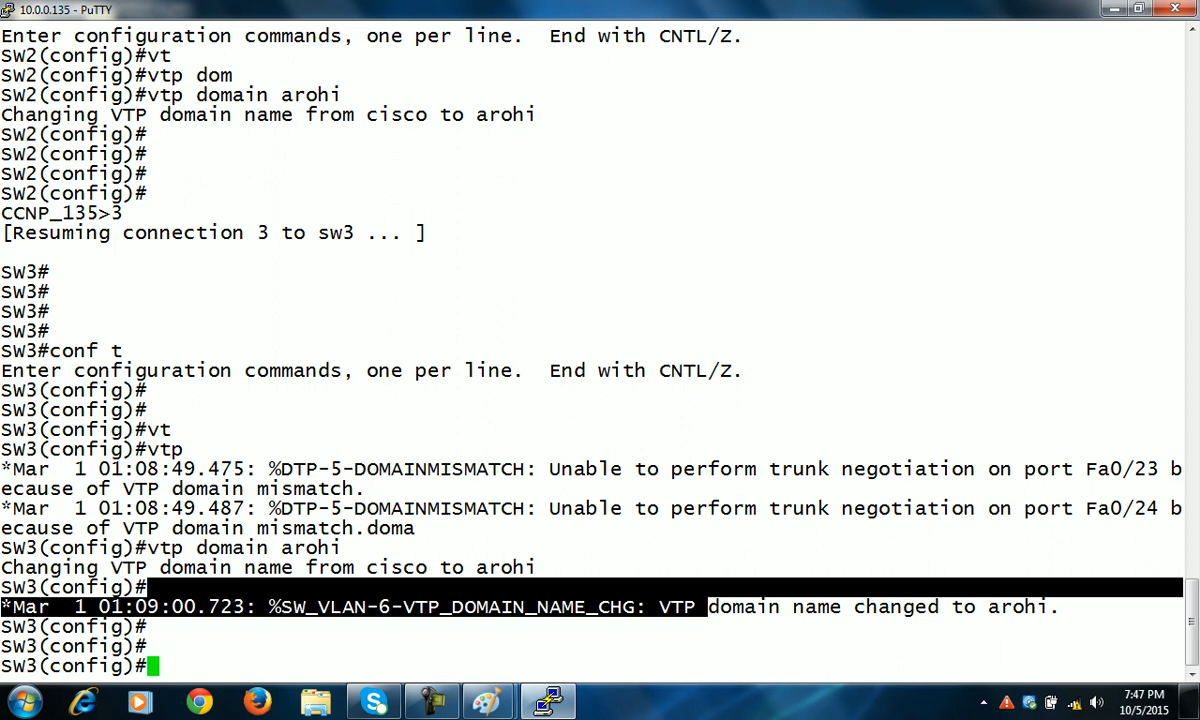 10.0.0.135 - PuTTY
Enter configuration commands, one per line.  End with CNTL/Z.
SW2(config)#vt
SW2(config)#vtp dom
SW2(config)#vtp domain arohi
Changing VTP domain name from cisco to arohi
SW2(config)#
SW2(config)#
SW2(config)#
SW2(config)#
CCNP_135>3
[Resuming connection 3 to sw3 ... ]
SW3#
SW3#
SW3#
SW3#
SW3#conf t
Enter configuration commands, one per line.  End with CNTL/Z.
SW3(config)#
SW3(config)#
SW3(config)#vt
SW3(config)#vtp
*Mar  1 01:08:49.475: %DTP-5-DOMAINMISMATCH: Unable to perform trunk negotiation on port Fa0/23 b
ecause of VTP domain mismatch.
*Mar  1 01:08:49.487: %DTP-5-DOMAINMISMATCH: Unable to perform trunk negotiation on port Fa0/24 b
ecause of VTP domain mismatch.doma
SW3(config)#vtp domain arohi
Changing VTP domain name from cisco to arohi
SW3(config)#
*Mar  1 01:09:00.723: %SW_VLAN-6-VTP_DOMAIN_NAME_CHG: VTP domain name changed to arohi.
SW3(config)#
SW3(config)#
SW3(config)#
7:47 PM
10/5/2015